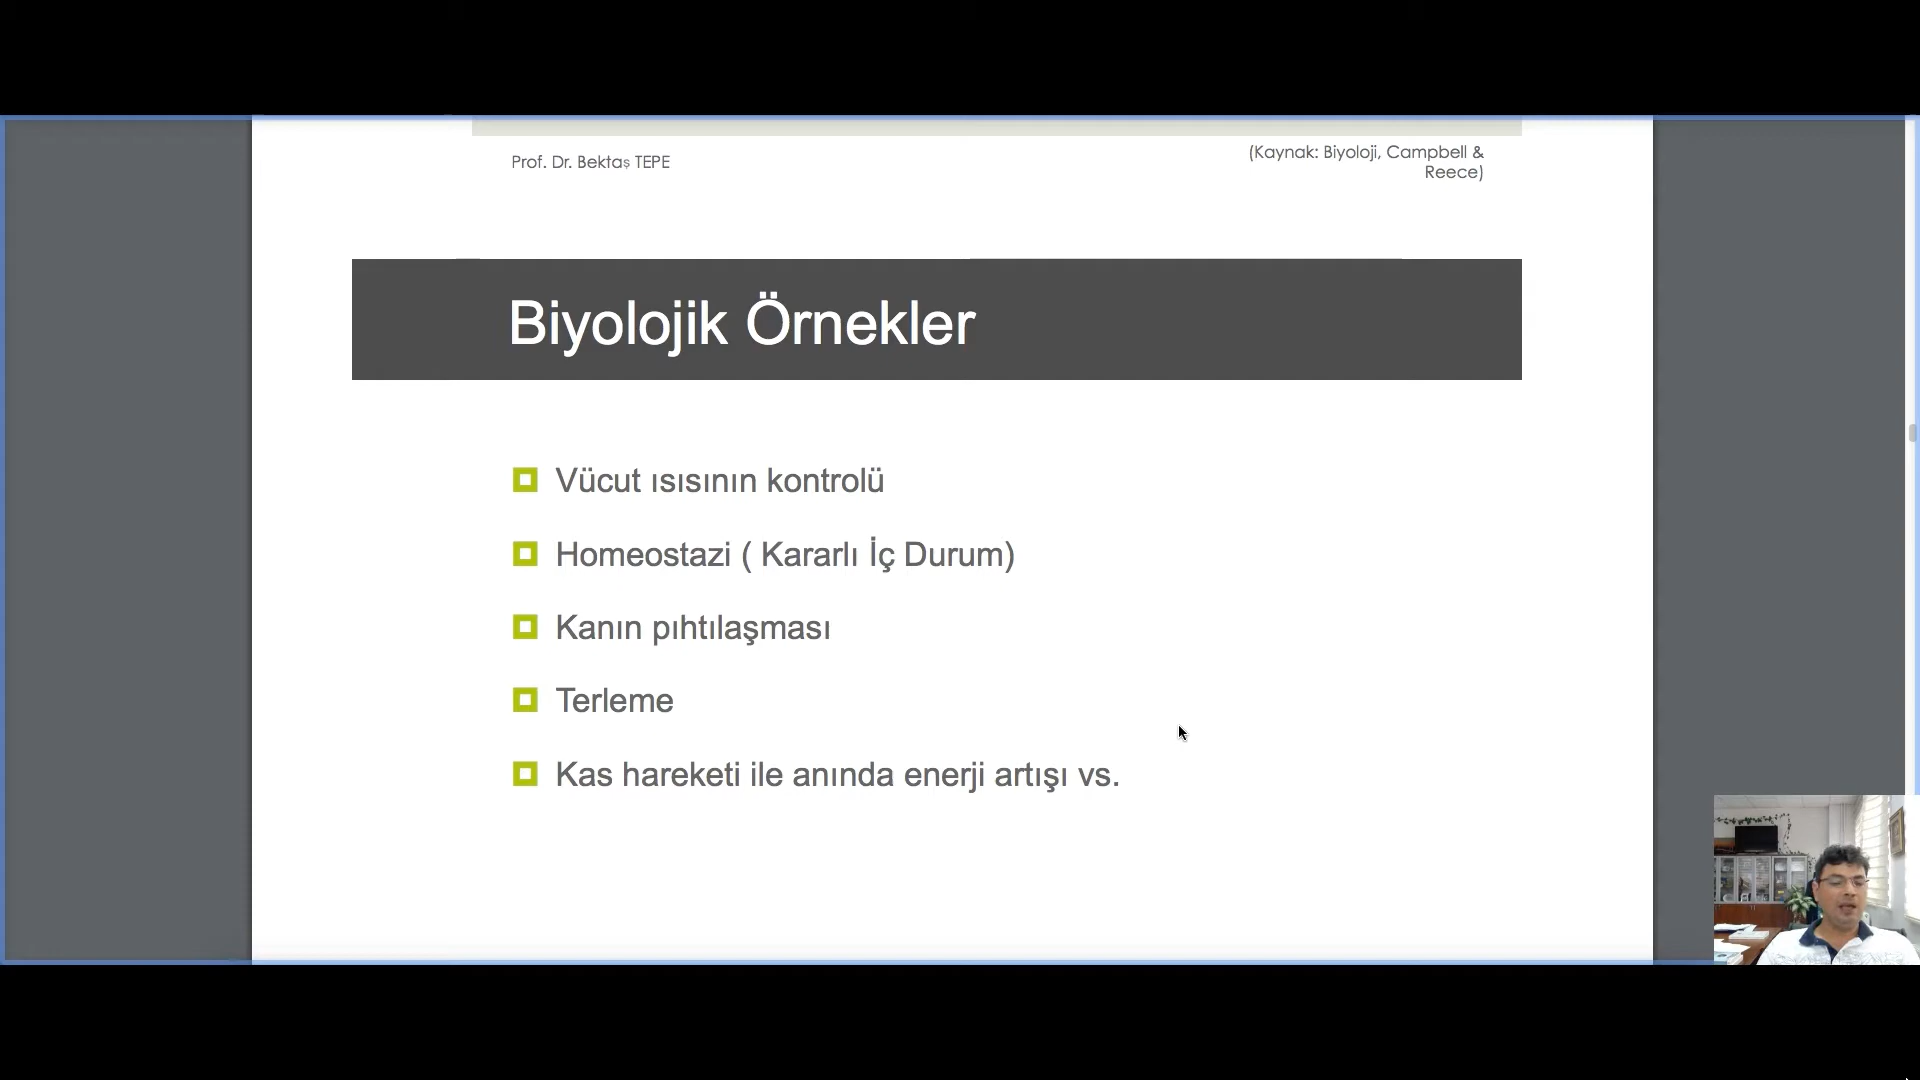 Prof. Dr. Bektaş TEPE
(Kaynak: Biyoloji, Campbell &
Reece)
Biyolojik Örnekler
Vücut ısısının kontrolü
Homeostazi ( Kararlı İç Durum)
Kanın pıhtılaşması
Terleme
Kas hareketi ile anında enerji artışı vs.